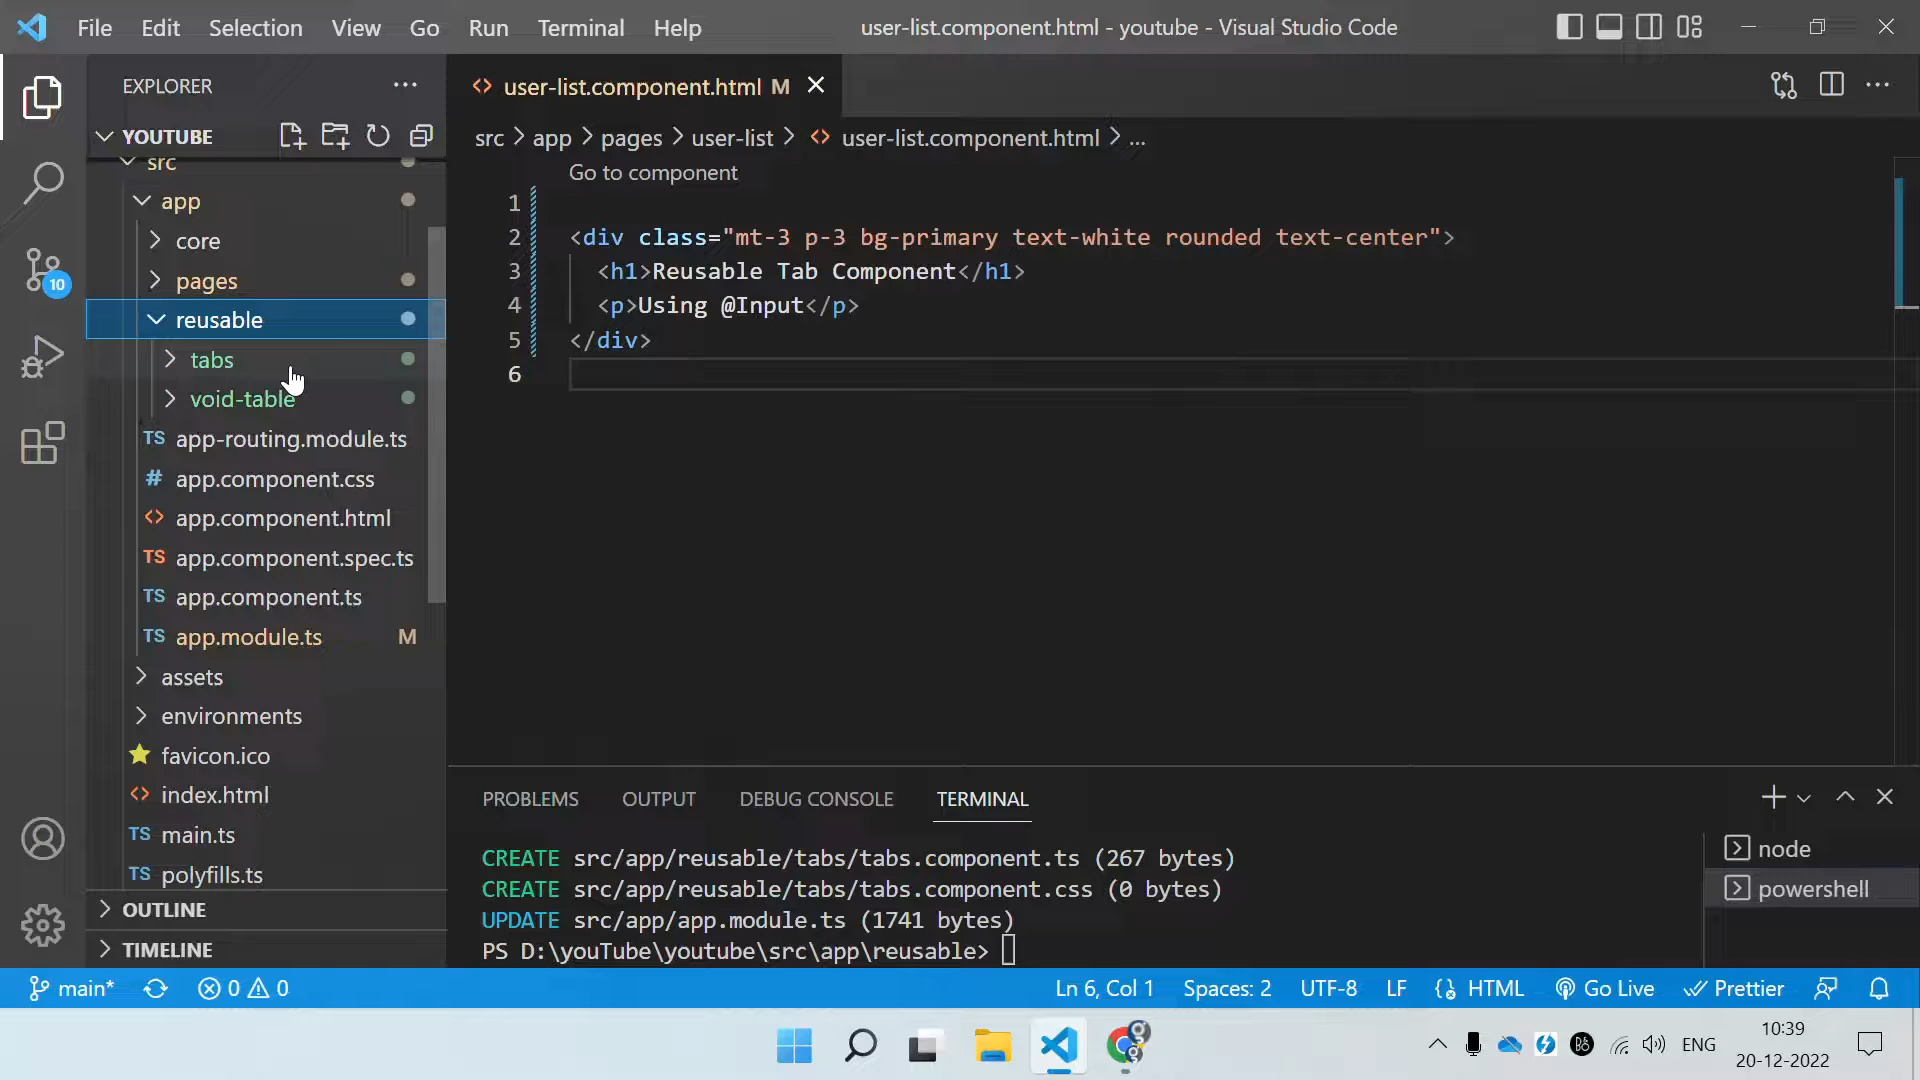 File Edit Selection View Go Run Terminal Help
user-list.component.html - youtube - Visual Studio Code
EXPLORER
YOUTUBE
src
app
core
pages
reusable
tabs
void-table
TS app-routing.module.ts
# app.component.css
<> app.component.html
TS app.component.spec.ts
TS app.component.ts
TS app.module.ts M
assets
environments
favicon.ico
<> index.html
TS main.ts
TS polyfills.ts
OUTLINE
TIMELINE
10
<> user-list.component.html M
src > app > pages > user-list > <> user-list.component.html > ...
Go to component
1
2 <div class="mt-3 p-3 bg-primary text-white rounded text-center">
3 <h1>Reusable Tab Component</h1>
4 <p>Using @Input</p>
5 </div>
6
PROBLEMS OUTPUT DEBUG CONSOLE TERMINAL
CREATE src/app/reusable/tabs/tabs.component.ts (267 bytes)
CREATE src/app/reusable/tabs/tabs.component.css (0 bytes)
UPDATE src/app/app.module.ts (1741 bytes)
PS D:\youTube\youtube\src\app\reusable>
node
powershell
main* 0 0 Ln 6, Col 1 Spaces: 2 UTF-8 LF HTML Go Live Prettier
ENG
10:39
20-12-2022